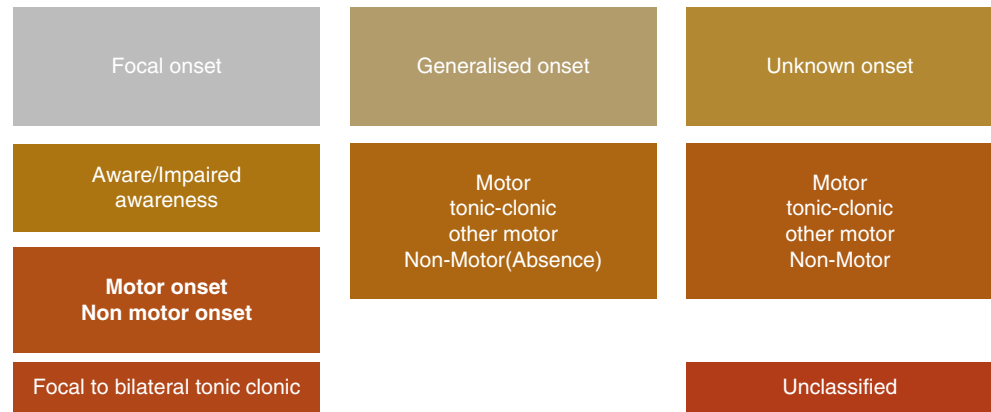 Focal onset
Generalised onset
Unknown onset
Aware/Impaired
awareness
Motor onset
Non motor onset
Focal to bilateral tonic clonic
Motor
tonic-clonic
other motor
Non-Motor(Absence)
Motor
tonic-clonic
other motor
Non-Motor
Unclassified